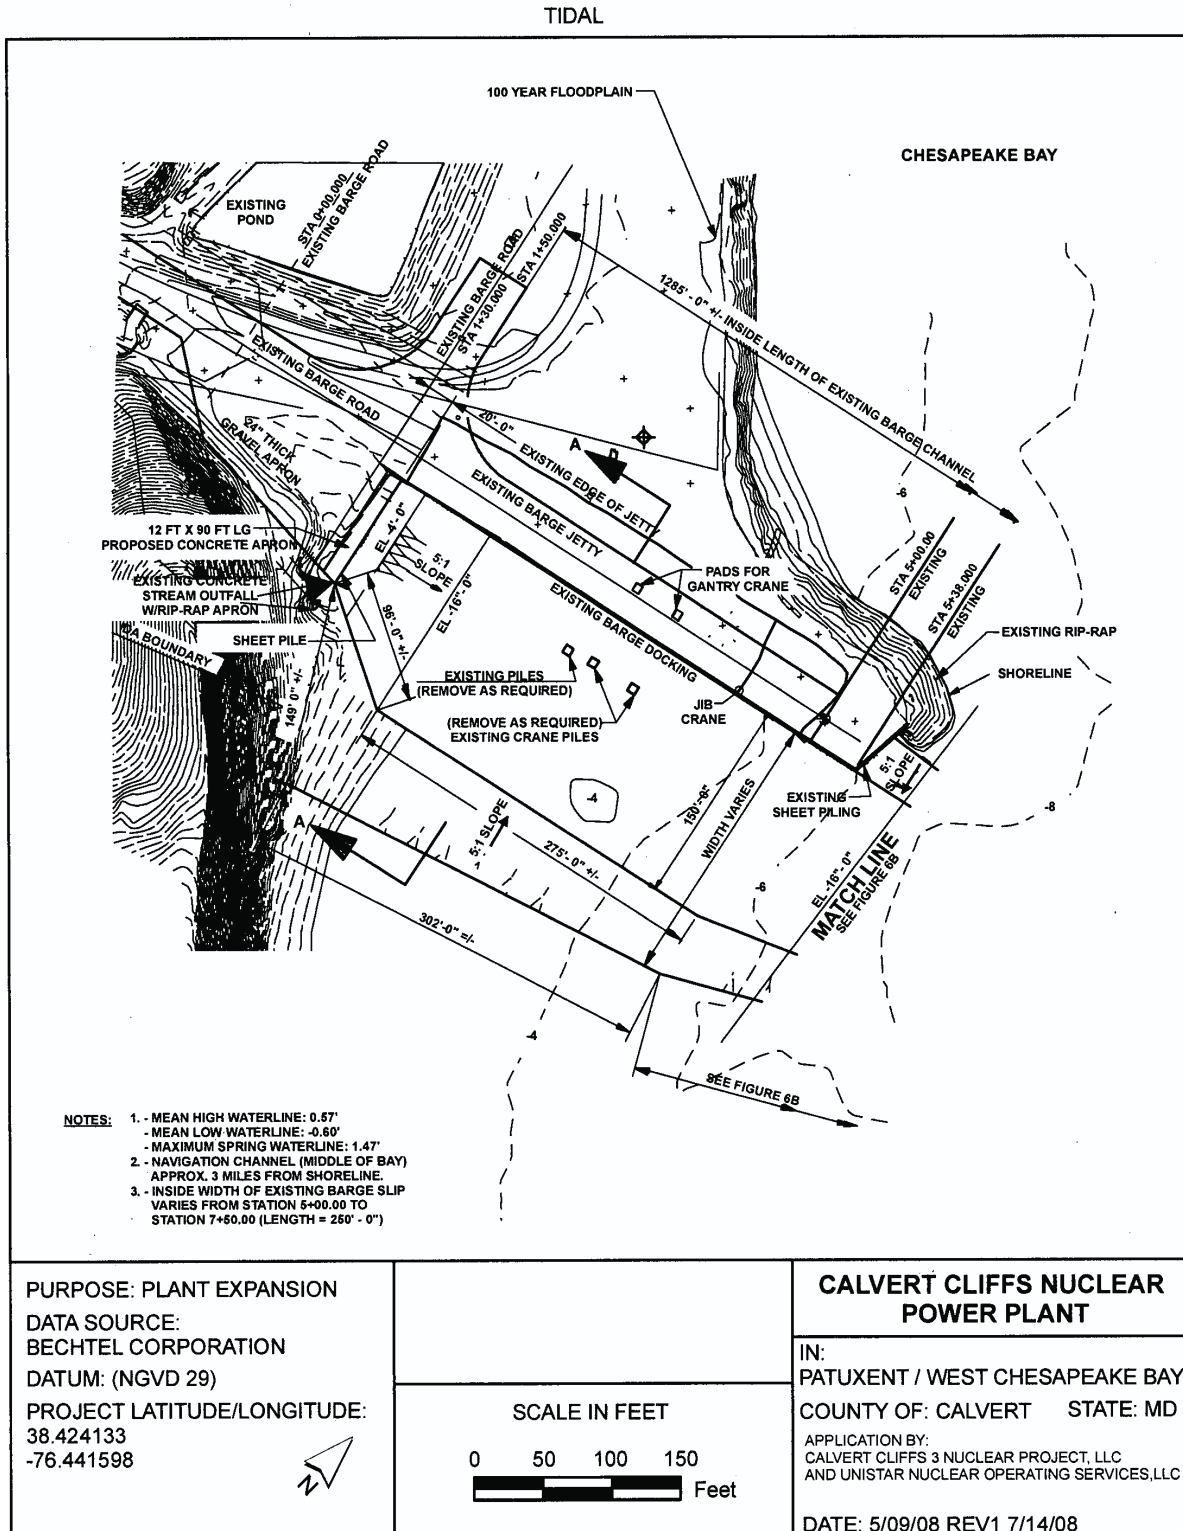 TIDAL
100 YEAR FLOODPLAIN
CHESAPEAKE BAY
EXISTING
POND
STA 0+00.000
EXISTING BARGE ROAD
EXISTING BARGE ROAD
STA 1+30.000
STA 1+50.000
1285' - 0" +/- INSIDE LENGTH OF EXISTING BARGE CHANNEL
EXISTING BARGE ROAD
24" THICK
GRAVEL APRON
20' - 0"
A
EXISTING EDGE OF JETTY
EXISTING BARGE JETTY
-6
12 FT X 90 FT LG
PROPOSED CONCRETE APRON
EL -4' - 0"
5:1
SLOPE
EL -16"- 0"
PADS FOR
GANTRY CRANE
STA 5+00.00
EXISTING
STA 5+38.000
EXISTING
EXISTING CONCRETE
STREAM OUTFALL
W/RIP-RAP APRON
96' - 0" +/-
EXISTING BARGE DOCKING
EXISTING RIP-RAP
SHEET PILE
DA BOUNDARY
SHORELINE
EXISTING PILES
(REMOVE AS REQUIRED)
149' 0" +/-
JIB
CRANE
(REMOVE AS REQUIRED)
EXISTING CRANE PILES
5:1
SLOPE
-4
150'-0"
WIDTH VARIES
EXISTING
SHEET PILING
-8
A
5:1 SLOPE
275'- 0" +/-
-6
EL -16"- 0"
MATCH LINE
SEE FIGURE 6B
302'-0" =/-
-4
SEE FIGURE 6B
NOTES: 1. - MEAN HIGH WATERLINE: 0.57'
- MEAN LOW WATERLINE: -0.60'
- MAXIMUM SPRING WATERLINE: 1.47'
2. - NAVIGATION CHANNEL (MIDDLE OF BAY)
APPROX. 3 MILES FROM SHORELINE.
3. - INSIDE WIDTH OF EXISTING BARGE SLIP
VARIES FROM STATION 5+00.00 TO
STATION 7+50.00 (LENGTH = 250' - 0")
PURPOSE: PLANT EXPANSION
DATA SOURCE:
BECHTEL CORPORATION
DATUM: (NGVD 29)
PROJECT LATITUDE/LONGITUDE:
38.424133
-76.441598
N
SCALE IN FEET
0 50 100 150
Feet
CALVERT CLIFFS NUCLEAR
POWER PLANT
IN:
PATUXENT / WEST CHESAPEAKE BAY
COUNTY OF: CALVERT STATE: MD
APPLICATION BY:
CALVERT CLIFFS 3 NUCLEAR PROJECT, LLC
AND UNISTAR NUCLEAR OPERATING SERVICES,LLC
DATE: 5/09/08 REV1 7/14/08